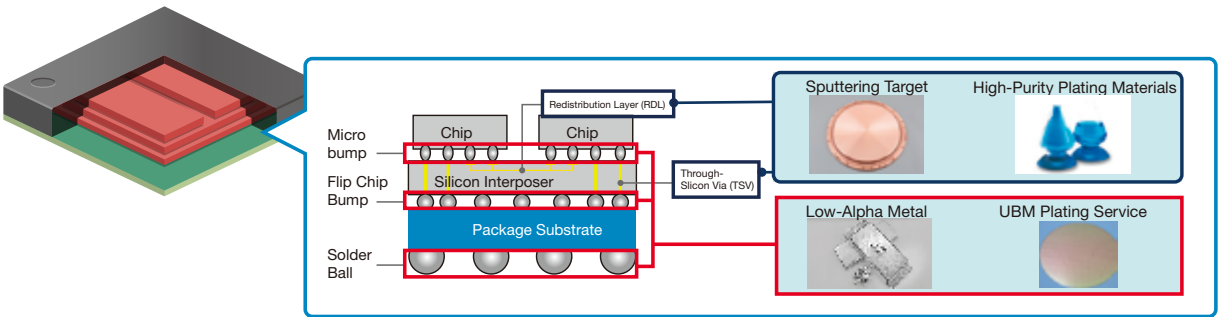 Sputtering Target
High-Purity Plating Materials
Redistribution Layer (RDL)
Chip
Chip
Micro
bump
Through-
Slicon Via (TSV)
Flip Chip
Bump
Silicon Interposer
Low-Alpha Metal
UBM Plating Service
Package Substrate
Solder
Ball